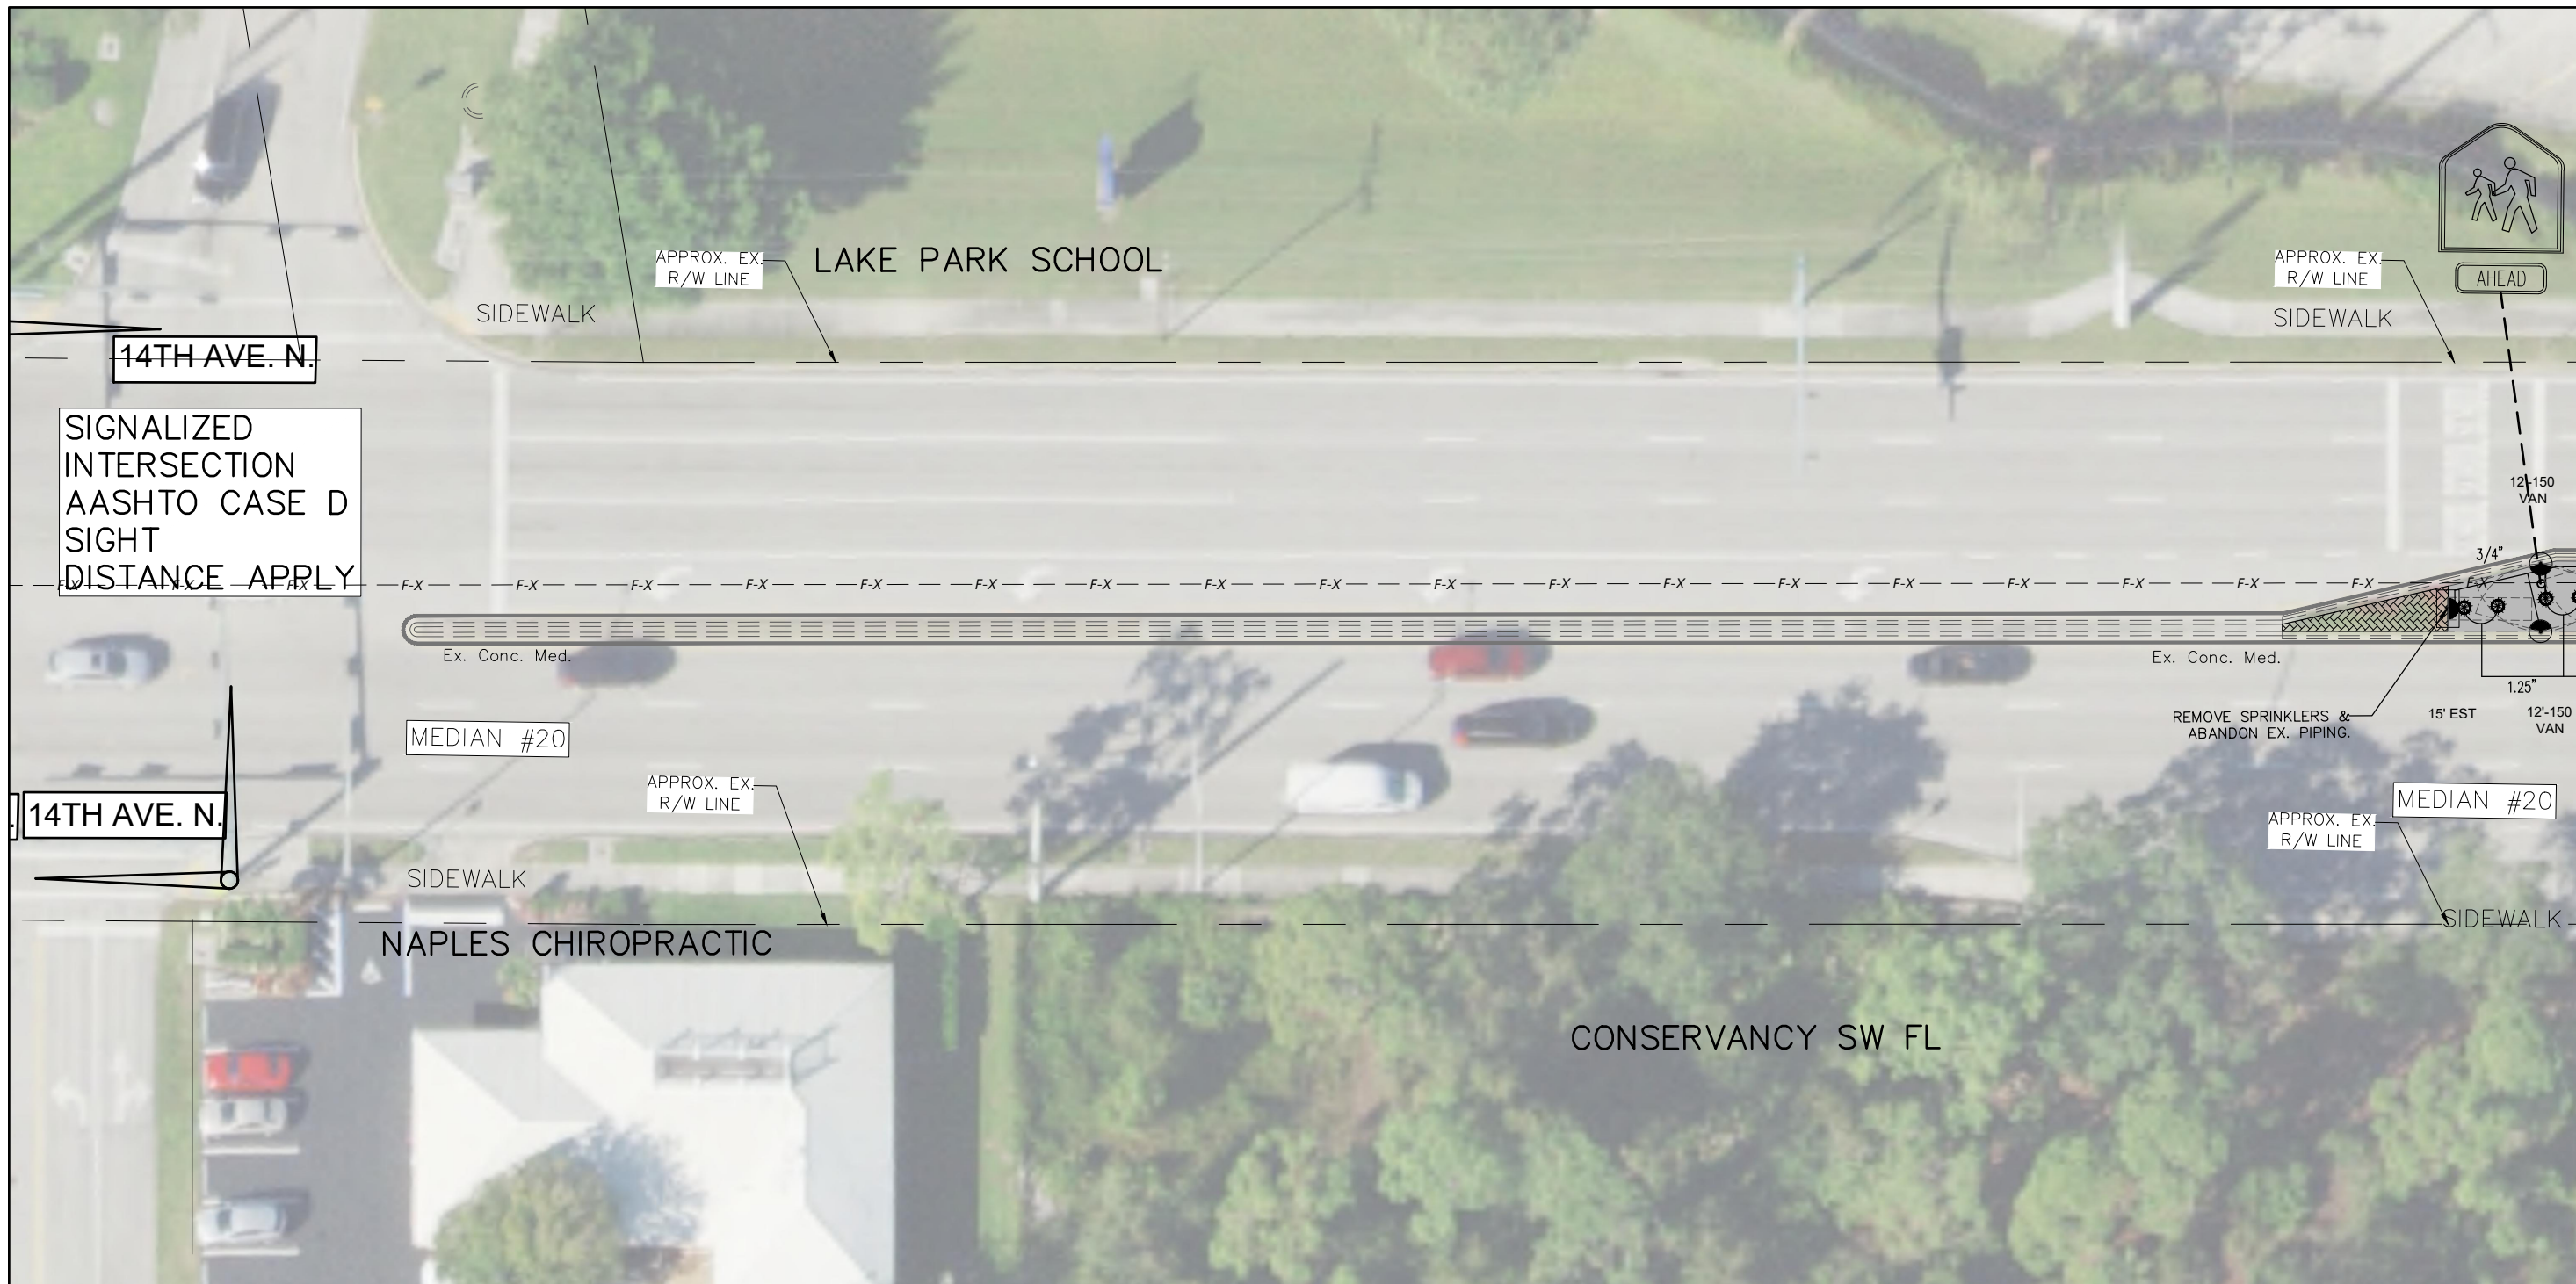 LAKE PARK SCHOOL
APPROX. EX.
R/W LINE
SIDEWALK
APPROX. EX.
R/W LINE
SIDEWALK
AHEAD
14TH AVE. N.
SIGNALIZED
INTERSECTION
AASHTO CASE D
SIGHT
DISTANCE APPLY
12'-150
VAN
3/4"
F-X F-X F-X F-X F-X F-X F-X F-X F-X F-X F-X F-X F-X F-X F-X F-X F-X F-X F-X F-X F-X F-X
Ex. Conc. Med.
Ex. Conc. Med.
1.25"
MEDIAN #20
REMOVE SPRINKLERS &
ABANDON EX. PIPING.
15' EST
12'-150
VAN
APPROX. EX.
R/W LINE
14TH AVE. N.
MEDIAN #20
APPROX. EX.
R/W LINE
SIDEWALK
SIDEWALK
NAPLES CHIROPRACTIC
CONSERVANCY SW FL